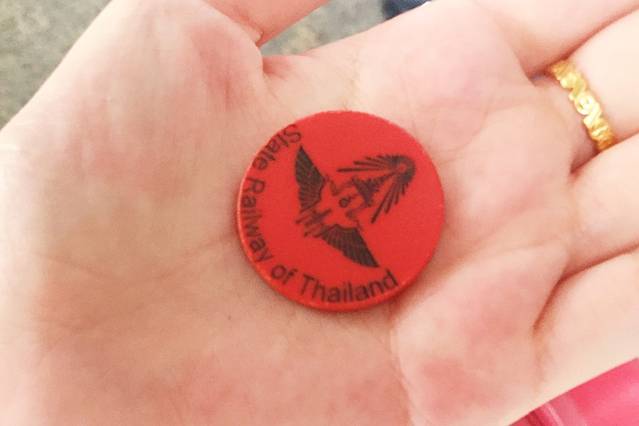 State Railway of Thailand